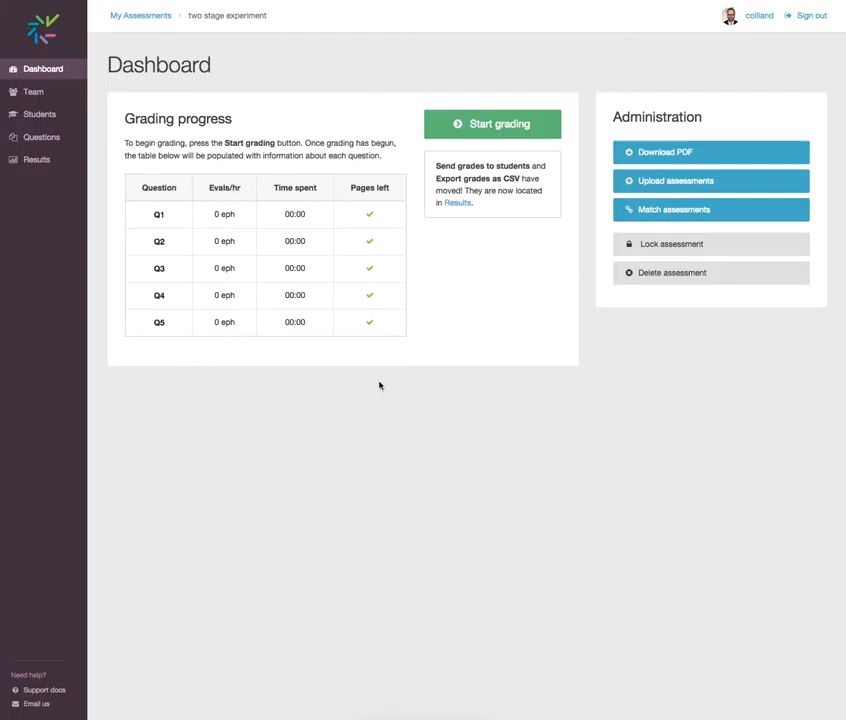 My Assessments › two stage experiment
colliand
Sign out
Dashboard
Team
Students
Questions
Results
Need help?
Support docs
Email us
Dashboard
Grading progress
To begin grading, press the Start grading button. Once grading has begun,
the table below will be populated with information about each question.
Question Evals/hr Time spent Pages left
Q1 0 eph 00:00
Q2 0 eph 00:00
Q3 0 eph 00:00
Q4 0 eph 00:00
Q5 0 eph 00:00
Start grading
Send grades to students and
Export grades as CSV have
moved! They are now located
in Results.
Administration
Download PDF
Upload assessments
Match assessments
Lock assessment
Delete assessment